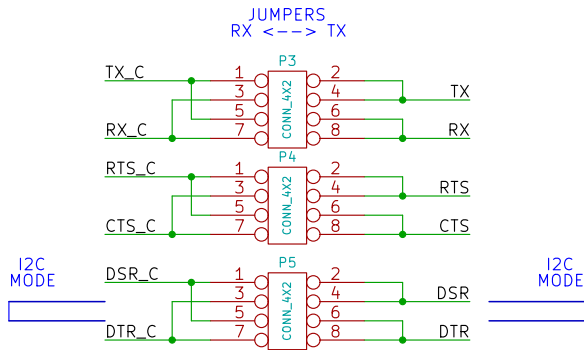 JUMPERS
RX <--> TX
P3
TX_C 1 2
3 4 TX
5 6
RX_C 7 8 RX
CONN_4X2
P4
RTS_C 1 2
3 4 RTS
5 6
CTS_C 7 8 CTS
CONN_4X2
I2C
MODE
P5
I2C
MODE
DSR_C 1 2
3 4 DSR
5 6
DTR_C 7 8 DTR
CONN_4X2